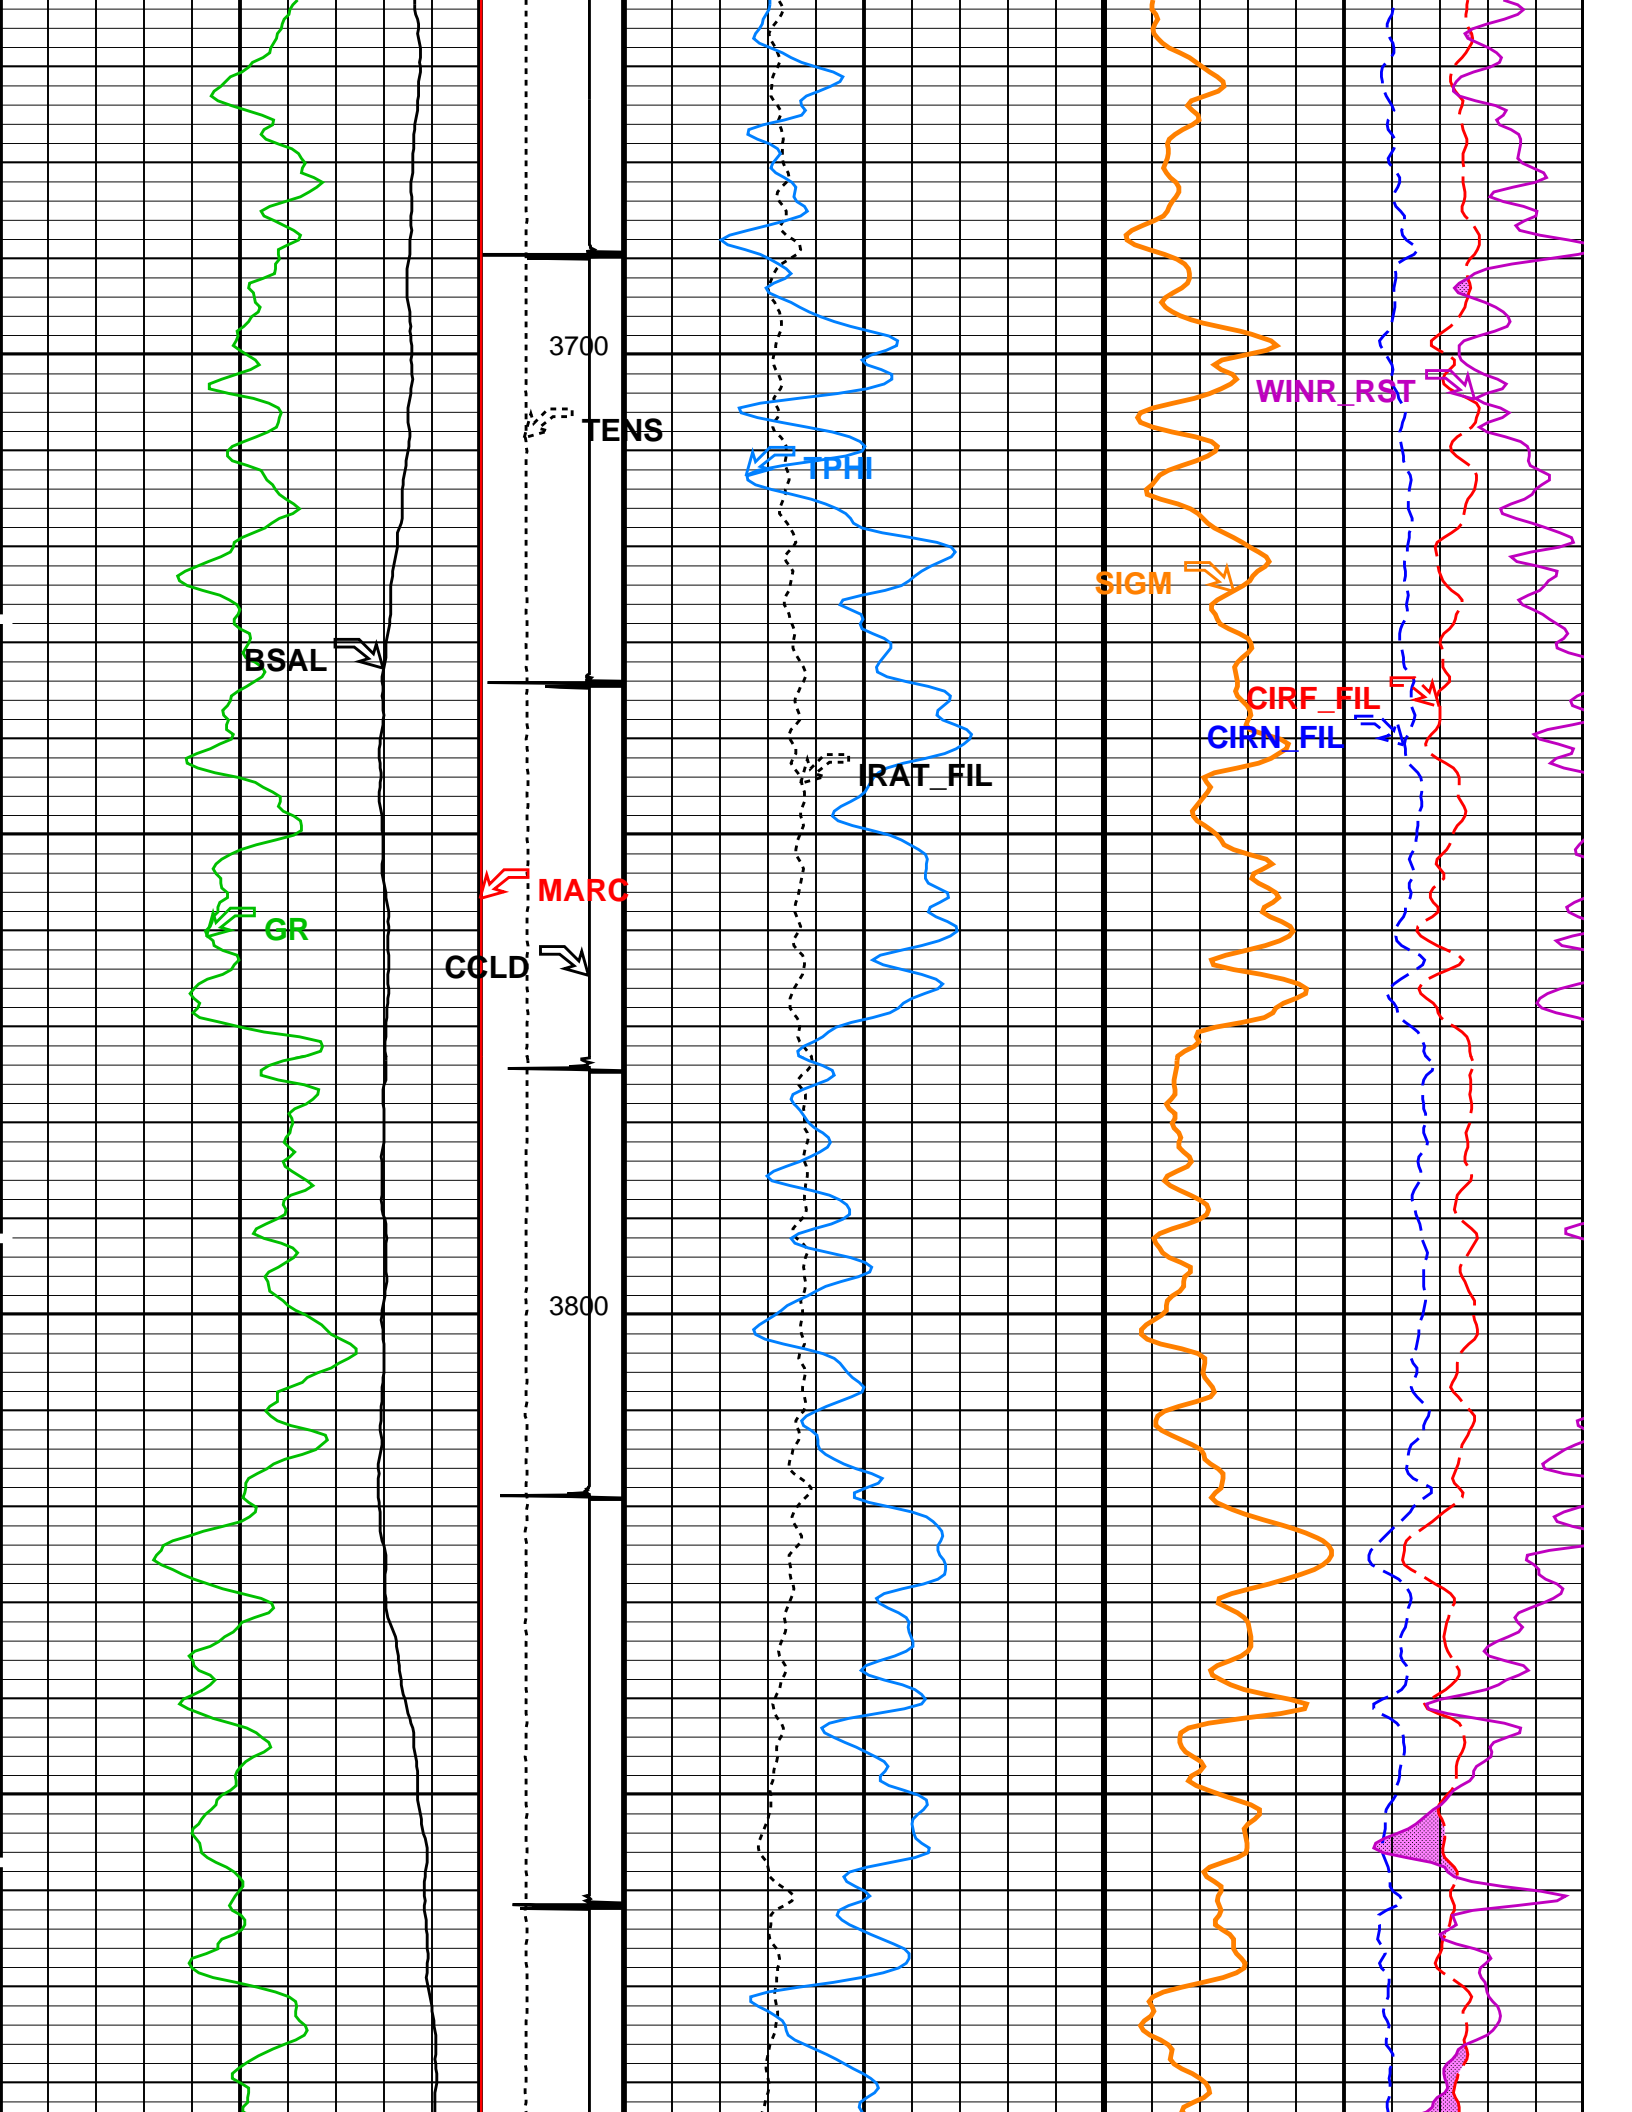 3700
WINR_RST
TENS
TPHI
SIGM
BSAL
CIRF_FIL
CIRN_FIL
IRAT_FIL
MARC
GR
CCLD
3800